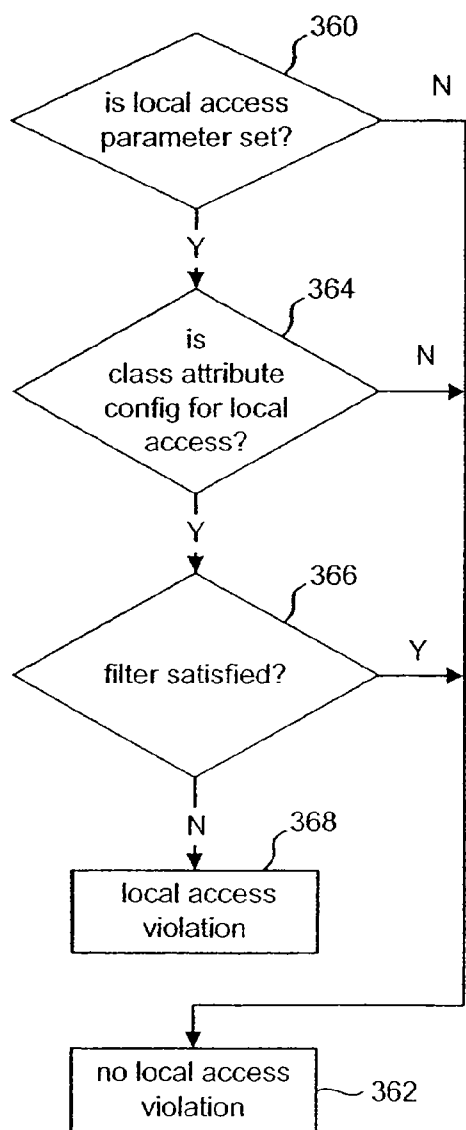 360
is local access
parameter set?
N
Y
364
is
class attribute
config for local
access?
N
Y
366
filter satisfied?
Y
N
368
local access
violation
no local access
violation
362